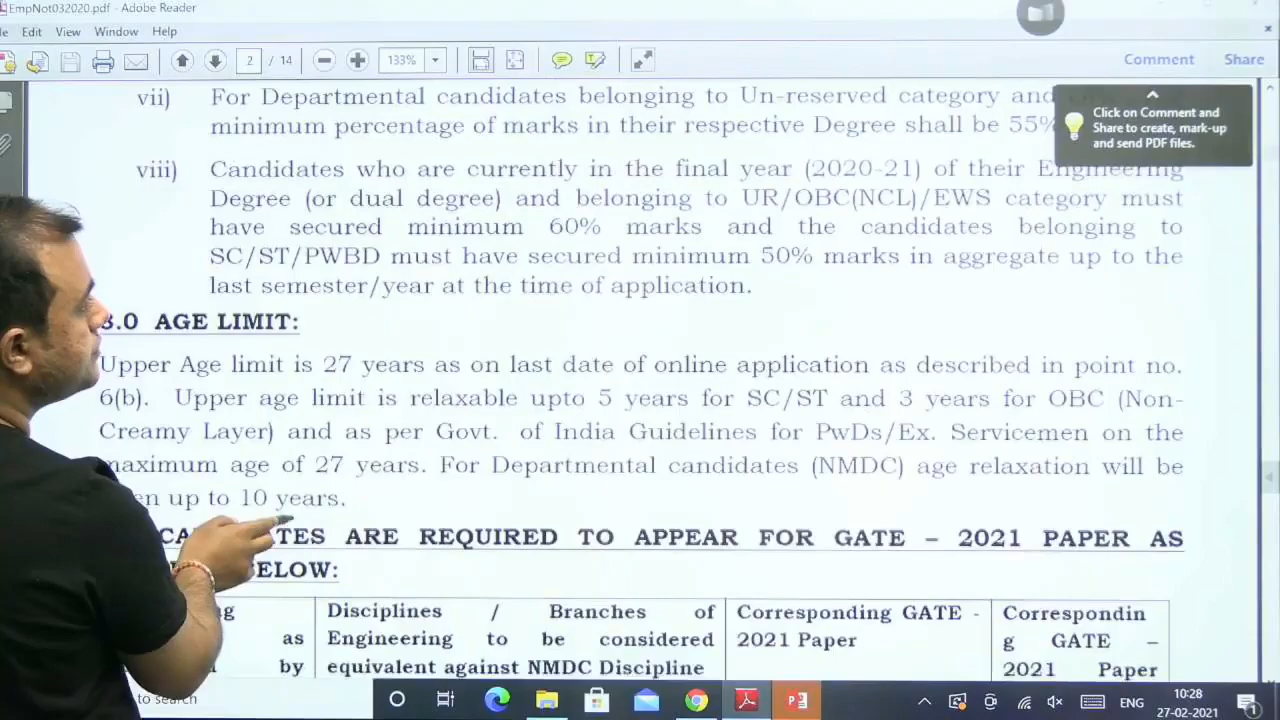 EmpNot032020.pdf - Adobe Reader
Edit View Window Help
2 / 14 133% Comment Share
Click on Comment and
Share to create, mark-up
and send PDF files.
vii) For Departmental candidates belonging to Un-reserved category and
minimum percentage of marks in their respective Degree shall be 55%
viii) Candidates who are currently in the final year (2020-21) of their Engineering
Degree (or dual degree) and belonging to UR/OBC(NCL)/EWS category must
have secured minimum 60% marks and the candidates belonging to
SC/ST/PWBD must have secured minimum 50% marks in aggregate up to the
last semester/year at the time of application.
3.0 AGE LIMIT:
Upper Age limit is 27 years as on last date of online application as described in point no.
6(b). Upper age limit is relaxable upto 5 years for SC/ST and 3 years for OBC (Non-
Creamy Layer) and as per Govt. of India Guidelines for PwDs/Ex. Servicemen on the
maximum age of 27 years. For Departmental candidates (NMDC) age relaxation will be
up to 10 years.
ARE REQUIRED TO APPEAR FOR GATE – 2021 PAPER AS
BELOW:
as
by
Disciplines / Branches of
Engineering to be considered
equivalent against NMDC Discipline
Corresponding GATE -
2021 Paper
Correspondin
g GATE –
2021 Paper
to search
ENG
10:28
27-02-2021
1